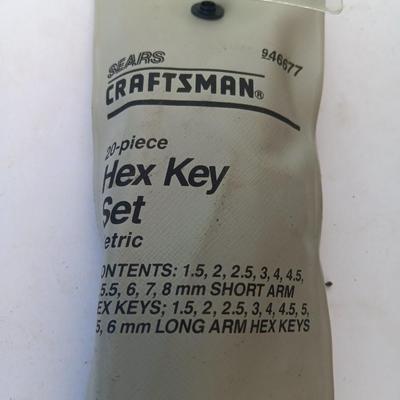 SEARS
946677
CRAFTSMAN®
20-piece
Hex Key
Set
etric
ONTENTS: 1.5, 2, 2.5, 3, 4, 4.5,
5.5, 6, 7, 8 mm SHORT ARM
EX KEYS; 1.5, 2, 2.5, 3, 4, 4.5, 5,
5, 6 mm LONG ARM HEX KEYS